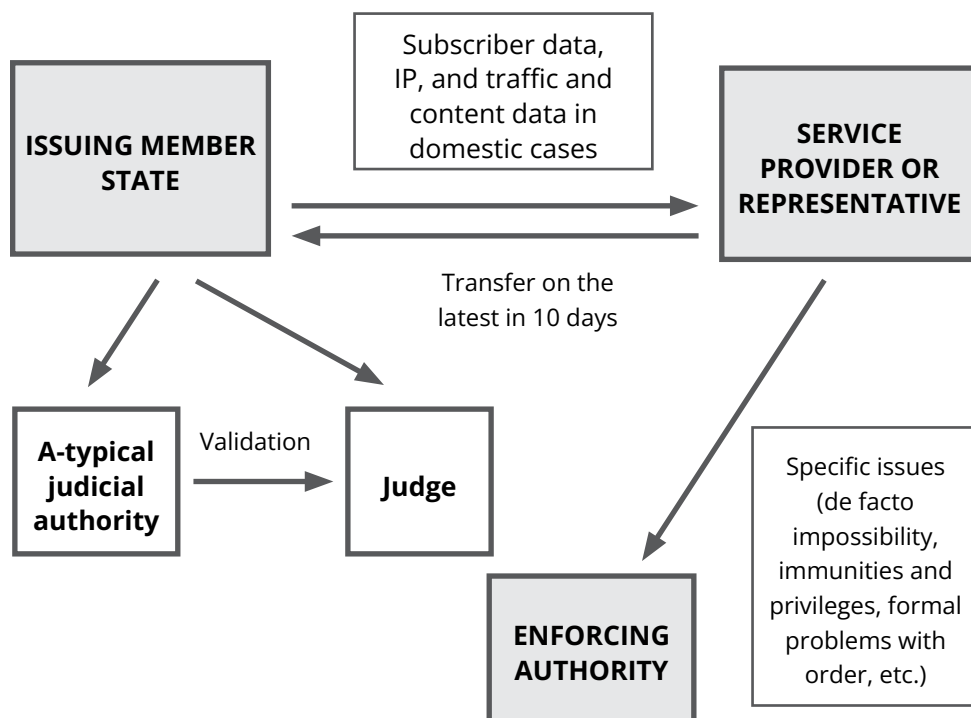 Subscriber data,
IP, and traffic and
content data in
domestic cases
ISSUING MEMBER
STATE
SERVICE
PROVIDER OR
REPRESENTATIVE
Transfer on the
latest in 10 days
A-typical
judicial
authority
Validation
Judge
Specific issues
(de facto
impossibility,
immunities and
privileges, formal
problems with
order, etc.)
ENFORCING
AUTHORITY